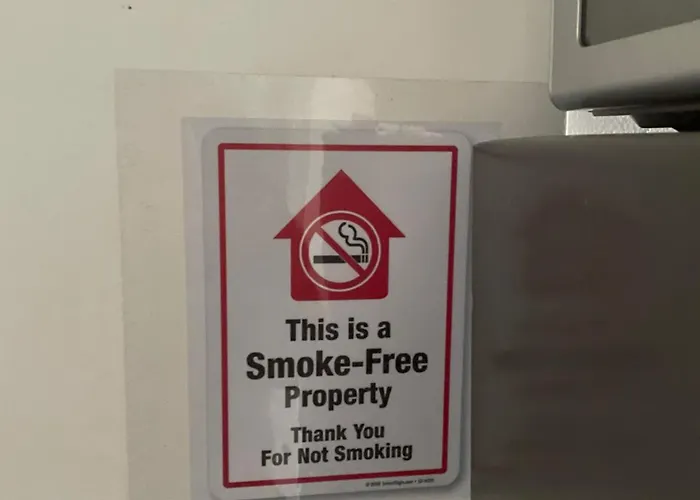 This is a
Smoke-Free
Property
Thank You
For Not Smoking